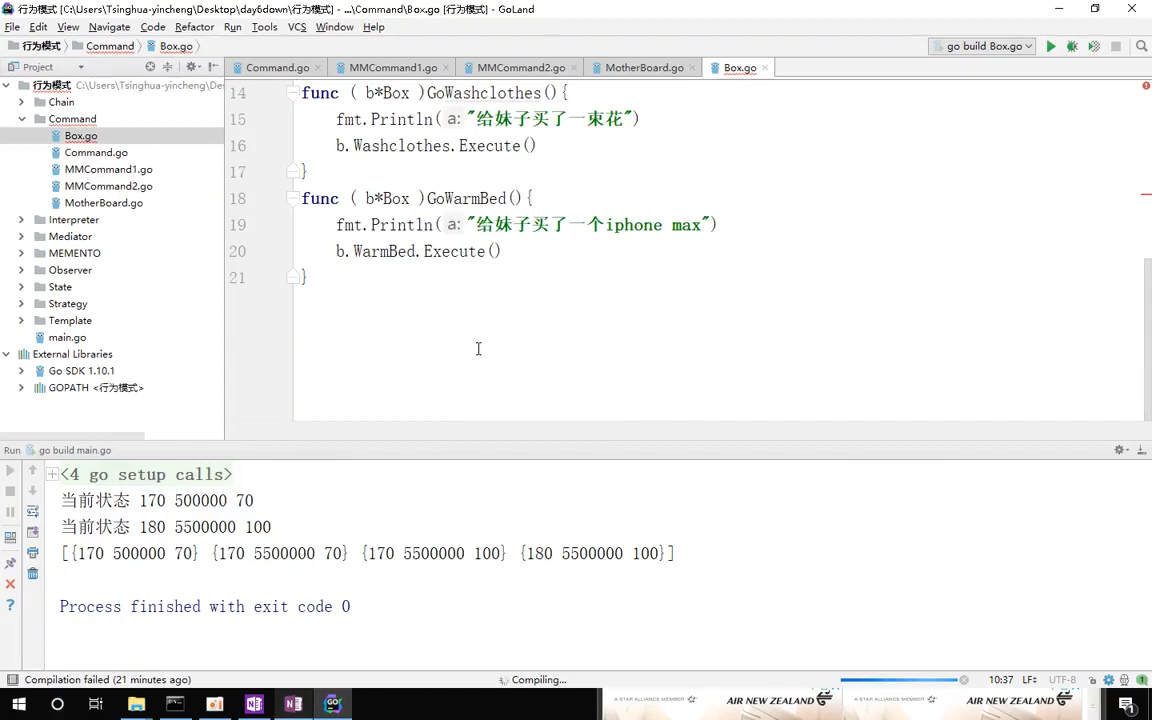 行为模式 [C:\Users\Tsinghua-yincheng\Desktop\day6down\行为模式] - ...\Command\Box.go [行为模式] - GoLand
File Edit View Navigate Code Refactor Run Tools VCS Window Help
行为模式 Command Box.go go build Box.go
Project Command.go MMCommand1.go MMCommand2.go MotherBoard.go Box.go
行为模式 C:\Users\Tsinghua-yincheng\Des
Chain
Command
Box.go
Command.go
MMCommand1.go
MMCommand2.go
MotherBoard.go
Interpreter
Mediator
MEMENTO
Observer
State
Strategy
Template
main.go
External Libraries
Go SDK 1.10.1
GOPATH <行为模式>
14 func ( b*Box )GoWashclothes(){
15 fmt.Println( a: "给妹子买了一束花")
16 b.Washclothes.Execute()
17 }
18 func ( b*Box )GoWarmBed(){
19 fmt.Println( a: "给妹子买了一个iphone max")
20 b.WarmBed.Execute()
21 }
Run go build main.go
<4 go setup calls>
当前状态 170 500000 70
当前状态 180 5500000 100
[{170 500000 70} {170 5500000 70} {170 5500000 100} {180 5500000 100}]
Process finished with exit code 0
Compilation failed (21 minutes ago) Compiling... 10:37 LF÷ UTF-8
A STAR ALLIANCE MEMBER AIR NEW ZEALAND A STAR ALLIANCE MEMBER AIR NEW ZEALAND